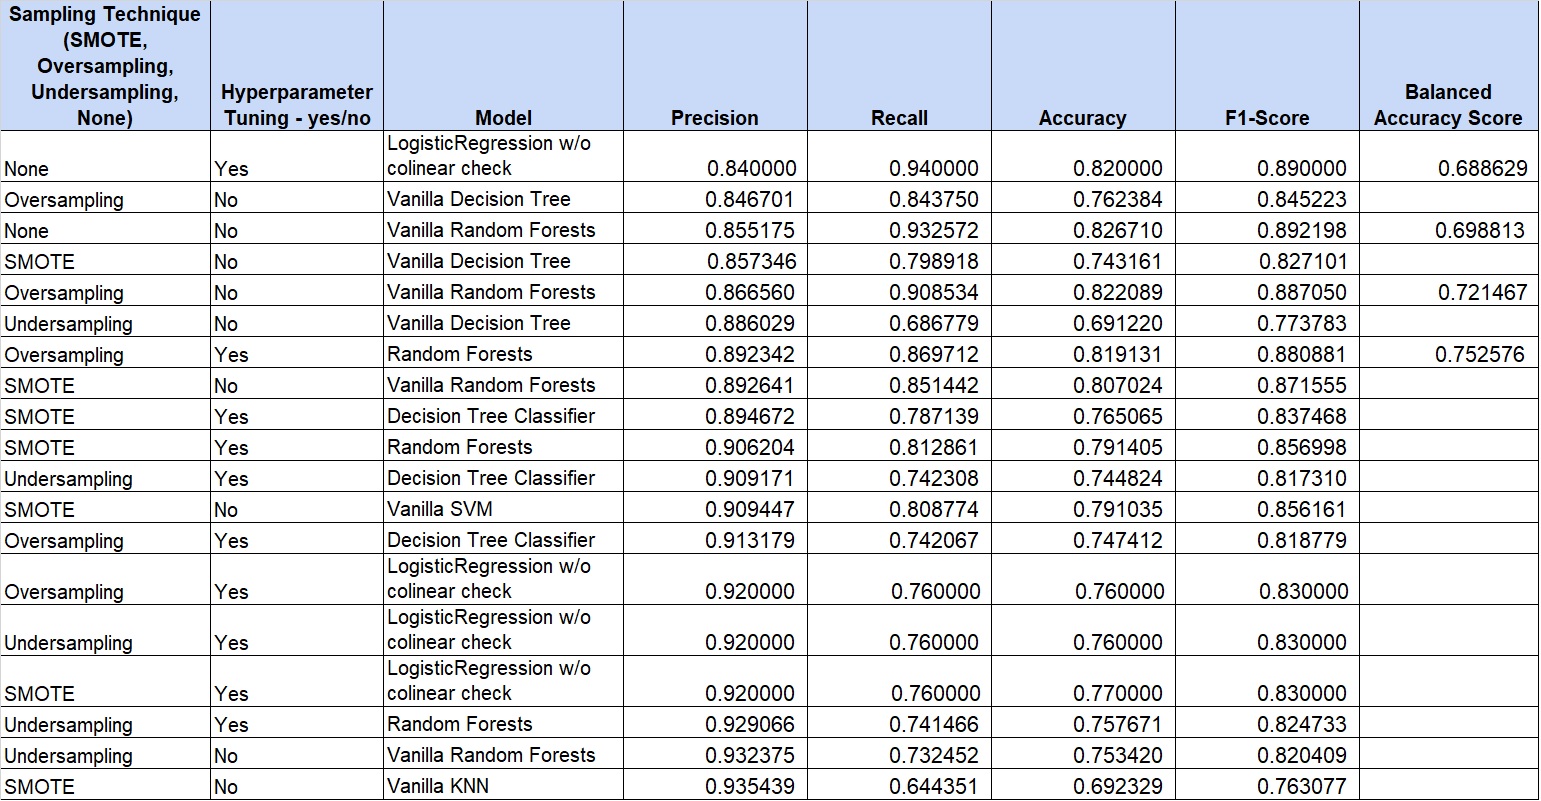 Sampling Technique
(SMOTE,
Oversampling,
Undersampling,
None)
Hyperparameter
Tuning - yes/no
Model
Precision
Recall
Accuracy
F1-Score
Balanced
Accuracy Score
None Yes LogisticRegression w/o
colinear check 0.840000 0.940000 0.820000 0.890000 0.688629
Oversampling No Vanilla Decision Tree 0.846701 0.843750 0.762384 0.845223
None No Vanilla Random Forests 0.855175 0.932572 0.826710 0.892198 0.698813
SMOTE No Vanilla Decision Tree 0.857346 0.798918 0.743161 0.827101
Oversampling No Vanilla Random Forests 0.866560 0.908534 0.822089 0.887050 0.721467
Undersampling No Vanilla Decision Tree 0.886029 0.686779 0.691220 0.773783
Oversampling Yes Random Forests 0.892342 0.869712 0.819131 0.880881 0.752576
SMOTE No Vanilla Random Forests 0.892641 0.851442 0.807024 0.871555
SMOTE Yes Decision Tree Classifier 0.894672 0.787139 0.765065 0.837468
SMOTE Yes Random Forests 0.906204 0.812861 0.791405 0.856998
Undersampling Yes Decision Tree Classifier 0.909171 0.742308 0.744824 0.817310
SMOTE No Vanilla SVM 0.909447 0.808774 0.791035 0.856161
Oversampling Yes Decision Tree Classifier 0.913179 0.742067 0.747412 0.818779
Oversampling Yes LogisticRegression w/o
colinear check 0.920000 0.760000 0.760000 0.830000
Undersampling Yes LogisticRegression w/o
colinear check 0.920000 0.760000 0.760000 0.830000
SMOTE Yes LogisticRegression w/o
colinear check 0.920000 0.760000 0.770000 0.830000
Undersampling Yes Random Forests 0.929066 0.741466 0.757671 0.824733
Undersampling No Vanilla Random Forests 0.932375 0.732452 0.753420 0.820409
SMOTE No Vanilla KNN 0.935439 0.644351 0.692329 0.763077